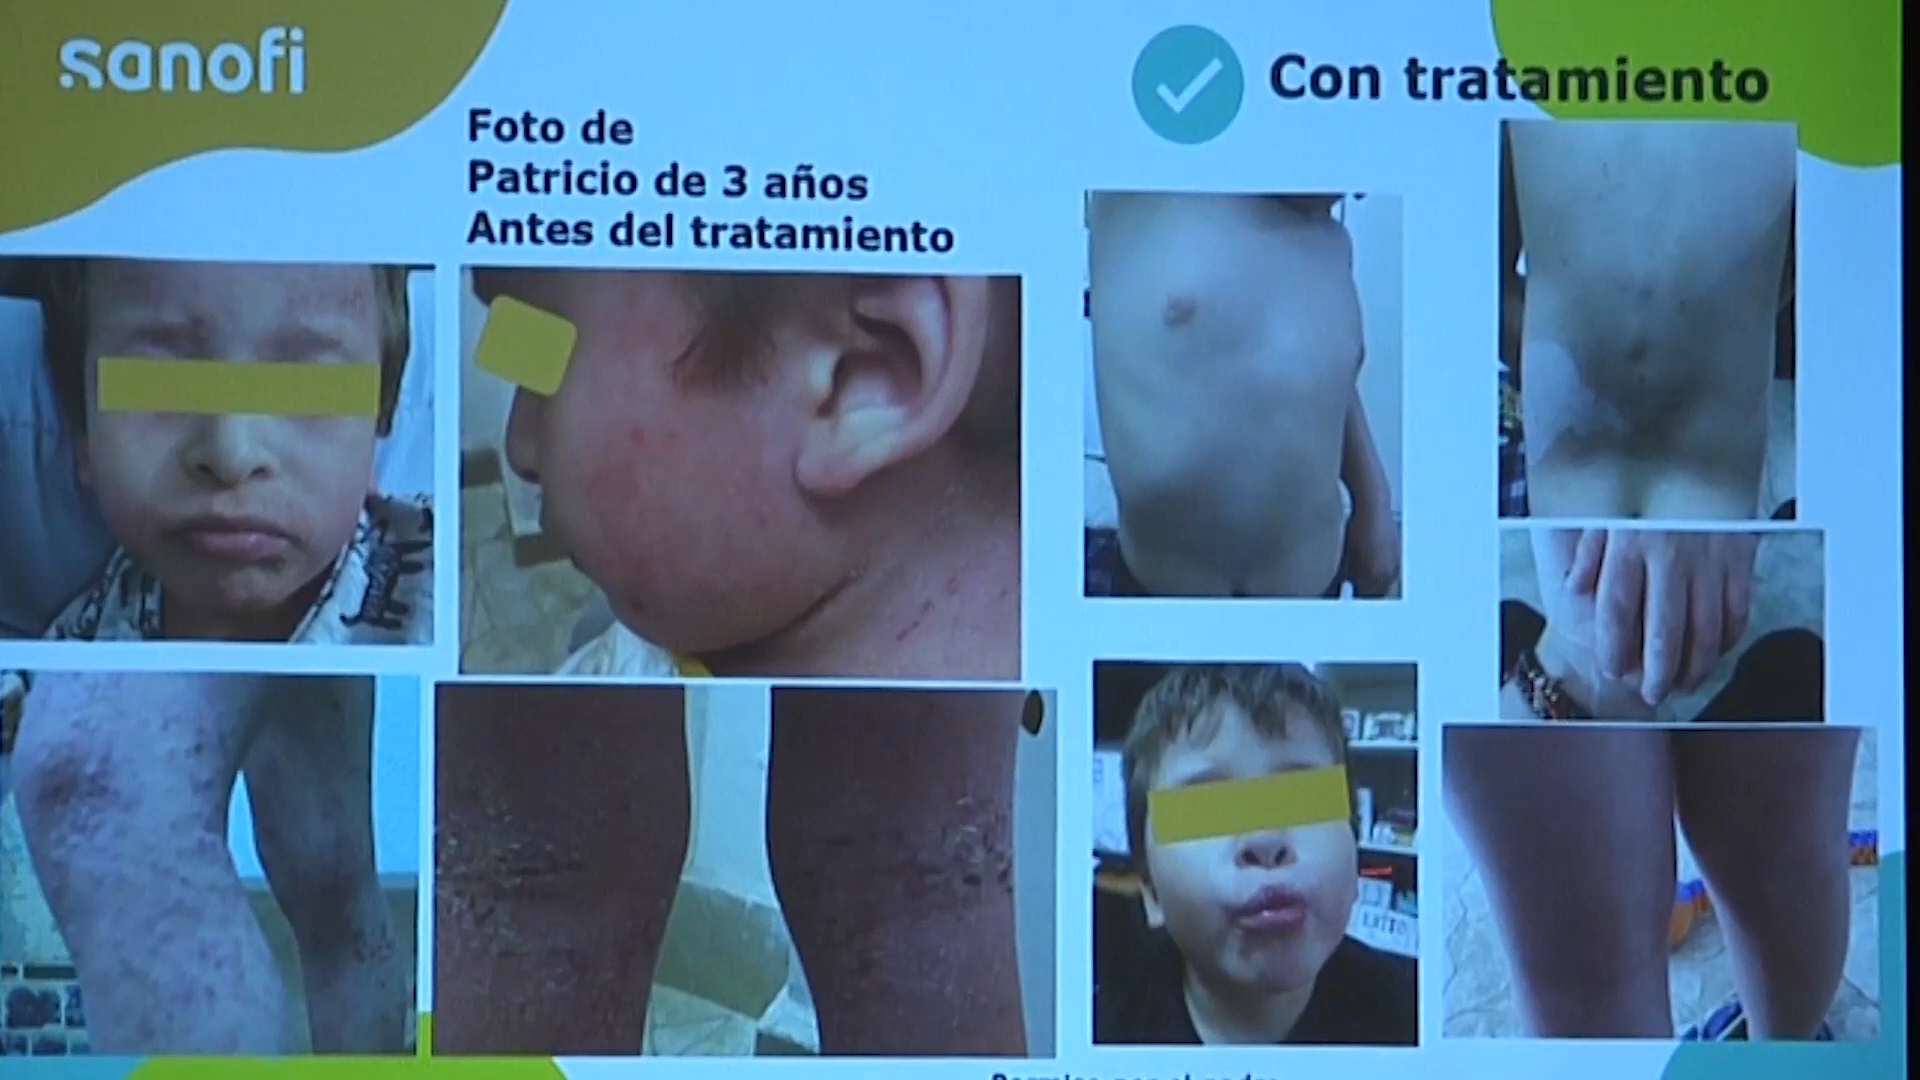 sanofi
Foto de
Patricio de 3 años
Antes del tratamiento
Con tratamiento